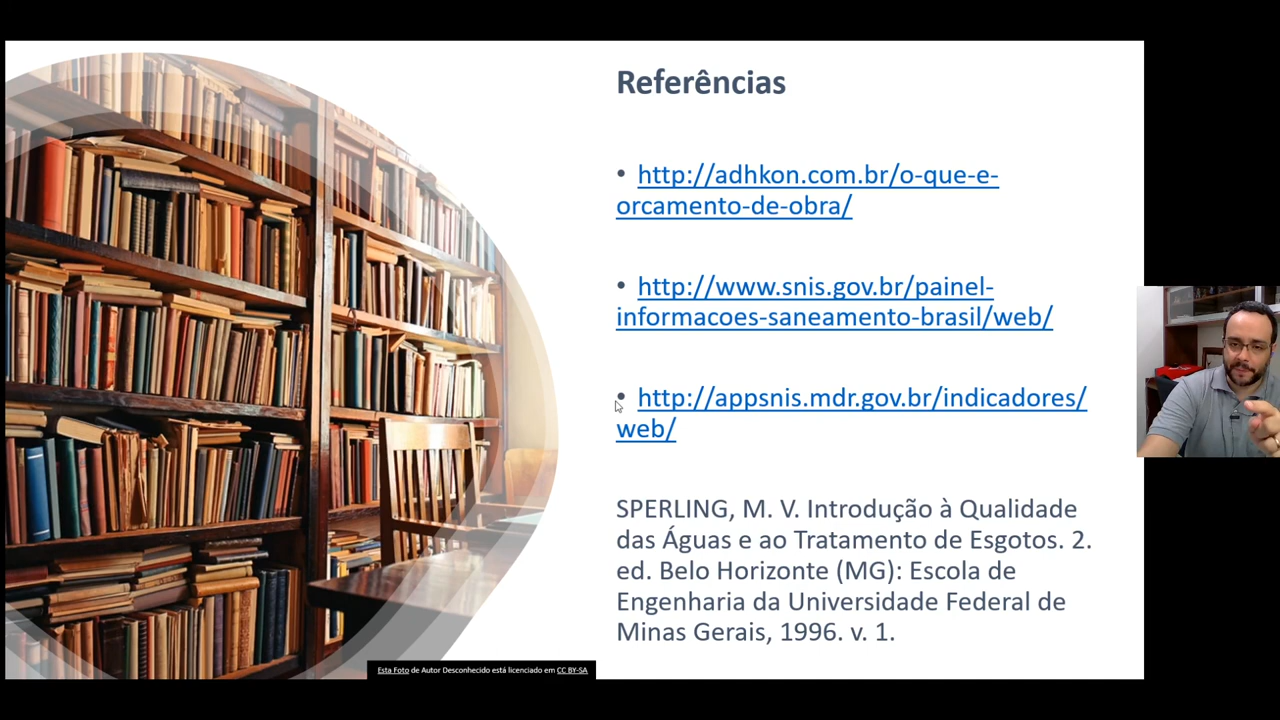 Referências
• http://adhkon.com.br/o-que-e-
orcamento-de-obra/
• http://www.snis.gov.br/painel-
informacoes-saneamento-brasil/web/
• http://appsnis.mdr.gov.br/indicadores/
web/
SPERLING, M. V. Introdução à Qualidade
das Águas e ao Tratamento de Esgotos. 2.
ed. Belo Horizonte (MG): Escola de
Engenharia da Universidade Federal de
Minas Gerais, 1996. v. 1.
Esta Foto de Autor Desconhecido está licenciado em CC BY-SA